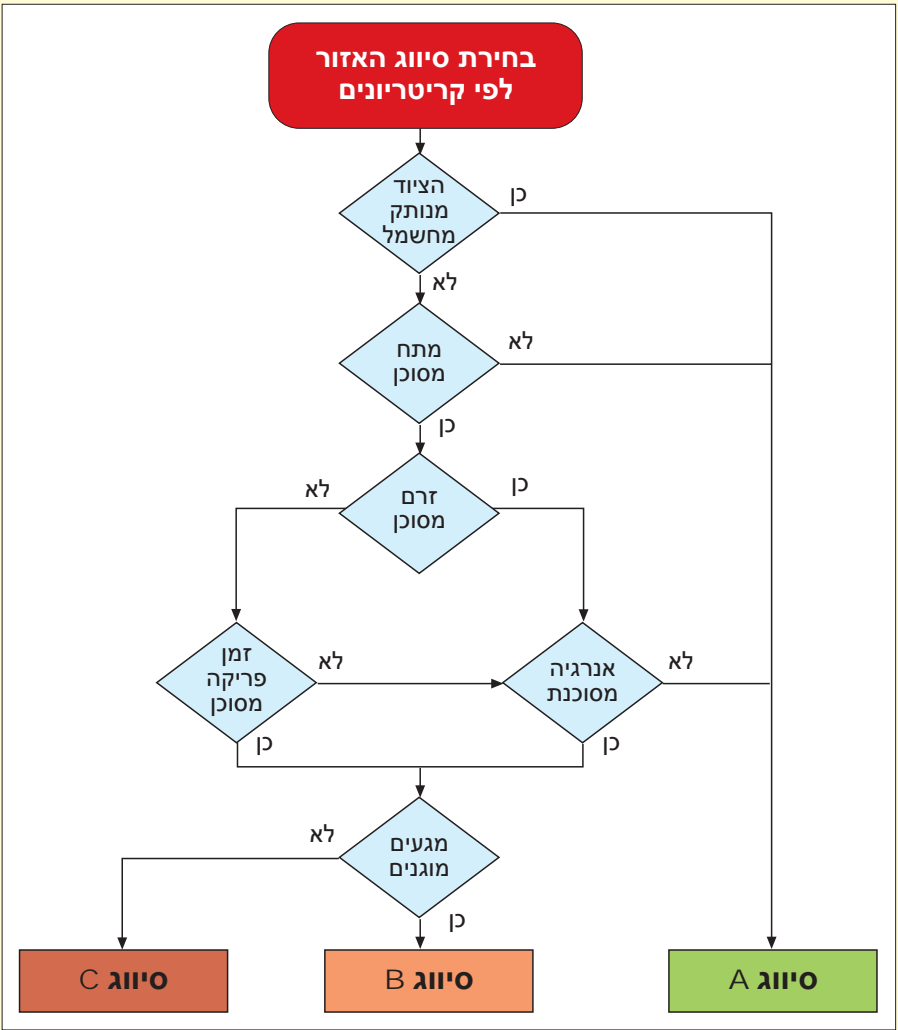 בחירת סיווג האזור
לפי קריטריונים
הציוד
מנותק
מחשמל
כן
לא
מתח
מסוכן
לא
כן
זרם
מסוכן
כן
לא
זמן
פריקה
מסוכן
לא
כן
אנרגיה
מסוכנת
לא
כן
מגעים
מוגנים
לא
כן
סיווג A
סיווג B
סיווג C